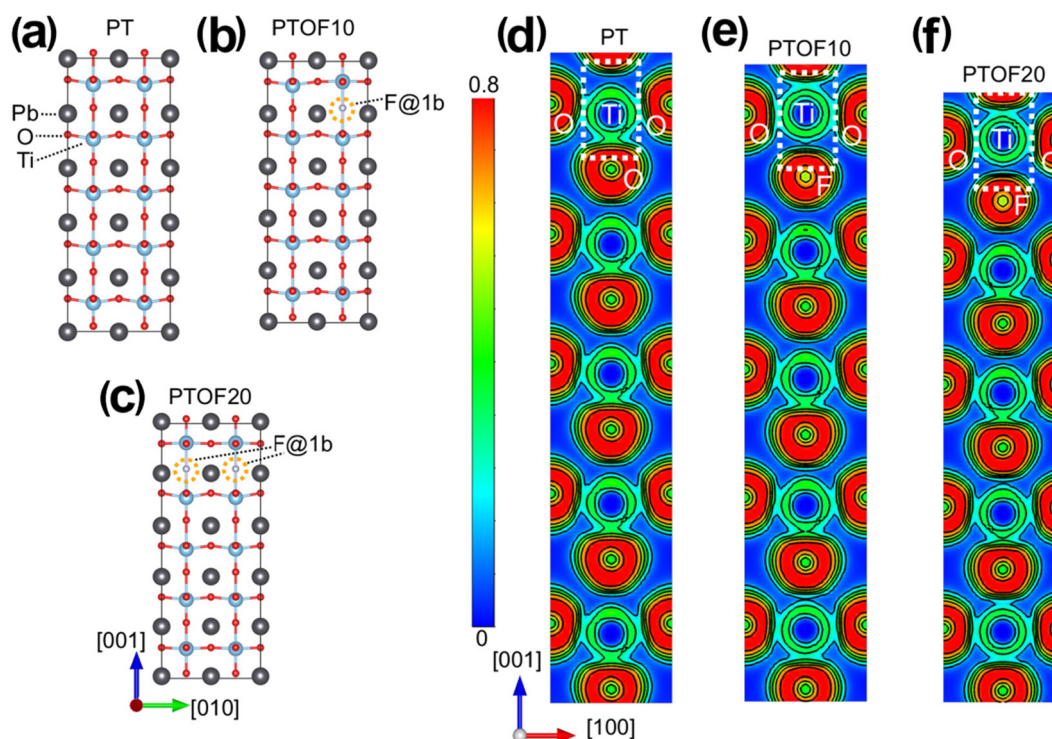 (a)
PT
Pb
O
Ti
(b)
PTOF10
F@1b
(c)
PTOF20
F@1b
[001]
[010]
(d)
PT
0.8
0
O
Ti
O
O
[001]
[100]
(e)
PTOF10
O
Ti
O
F
(f)
PTOF20
O
Ti
O
F